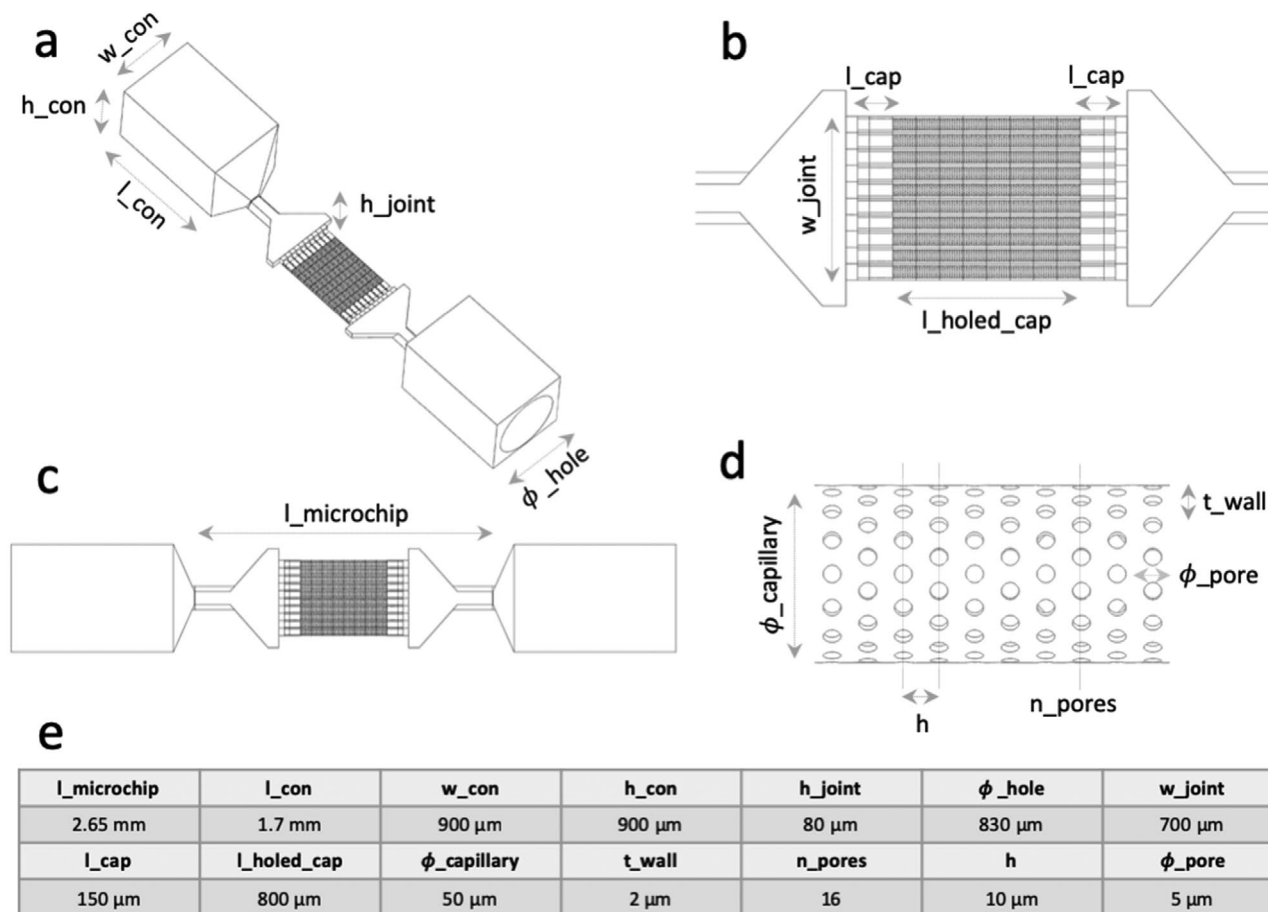 a
w_con
h_con
l_con
h_joint
ϕ_hole
b
l_cap
l_cap
w_joint
l_holed_cap
c
l_microchip
d
t_wall
ϕ_capillary
ϕ_pore
h
n_pores
e
l_microchip l_con w_con h_con h_joint ϕ_hole w_joint
2.65 mm 1.7 mm 900 µm 900 µm 80 µm 830 µm 700 µm
l_cap l_holed_cap ϕ_capillary t_wall n_pores h ϕ_pore
150 µm 800 µm 50 µm 2 µm 16 10 µm 5 µm